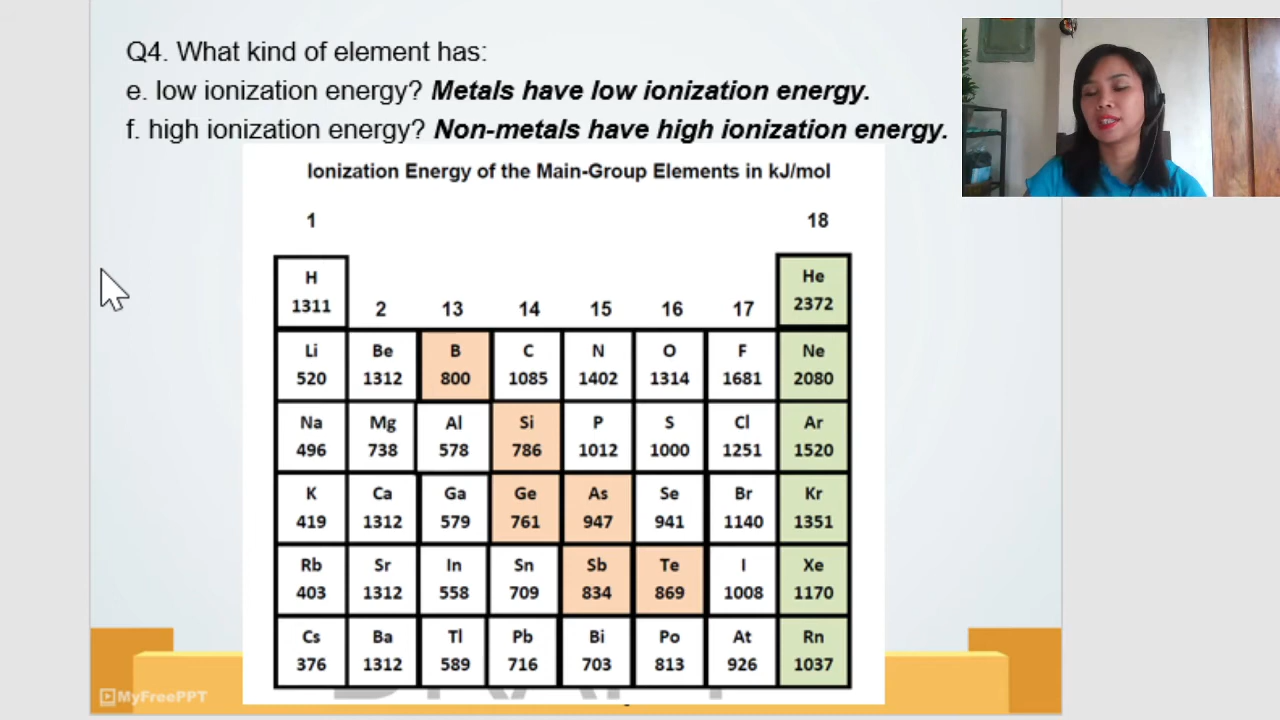 Q4. What kind of element has:
e. low ionization energy? Metals have low ionization energy.
f. high ionization energy? Non-metals have high ionization energy.
Ionization Energy of the Main-Group Elements in kJ/mol
1 18
H He
1311 2 13 14 15 16 17 2372
Li Be B C N O F Ne
520 1312 800 1085 1402 1314 1681 2080
Na Mg Al Si P S Cl Ar
496 738 578 786 1012 1000 1251 1520
K Ca Ga Ge As Se Br Kr
419 1312 579 761 947 941 1140 1351
Rb Sr In Sn Sb Te I Xe
403 1312 558 709 834 869 1008 1170
Cs Ba Tl Pb Bi Po At Rn
376 1312 589 716 703 813 926 1037
MyFreePPT